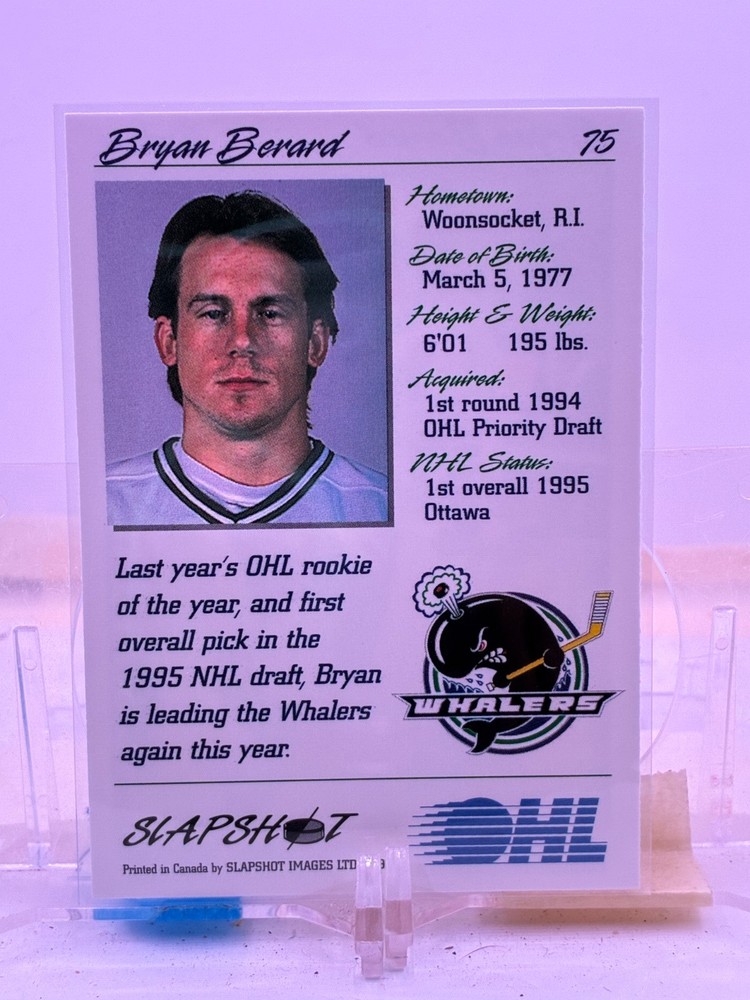 Bryan Berard 75
Hometown:
Woonsocket, R.I.
Date of Birth:
March 5, 1977
Height & Weight:
6'01 195 lbs.
Acquired:
1st round 1994
OHL Priority Draft
NHL Status:
1st overall 1995
Ottawa
Last year's OHL rookie
of the year, and first
overall pick in the
1995 NHL draft, Bryan
is leading the Whalers
again this year.
WHALERS
SLAPSHOT
Printed in Canada by SLAPSHOT IMAGES LTD
OHL